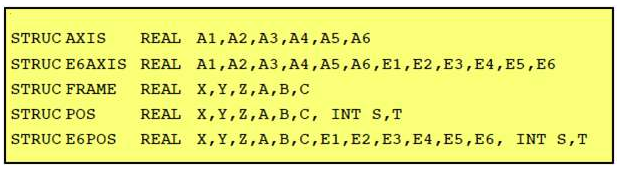 STRUC AXIS REAL A1,A2,A3,A4,A5,A6
STRUC E6AXIS REAL A1,A2,A3,A4,A5,A6,E1,E2,E3,E4,E5,E6
STRUC FRAME REAL X,Y,Z,A,B,C
STRUC POS REAL X,Y,Z,A,B,C, INT S,T
STRUC E6POS REAL X,Y,Z,A,B,C,E1,E2,E3,E4,E5,E6, INT S,T